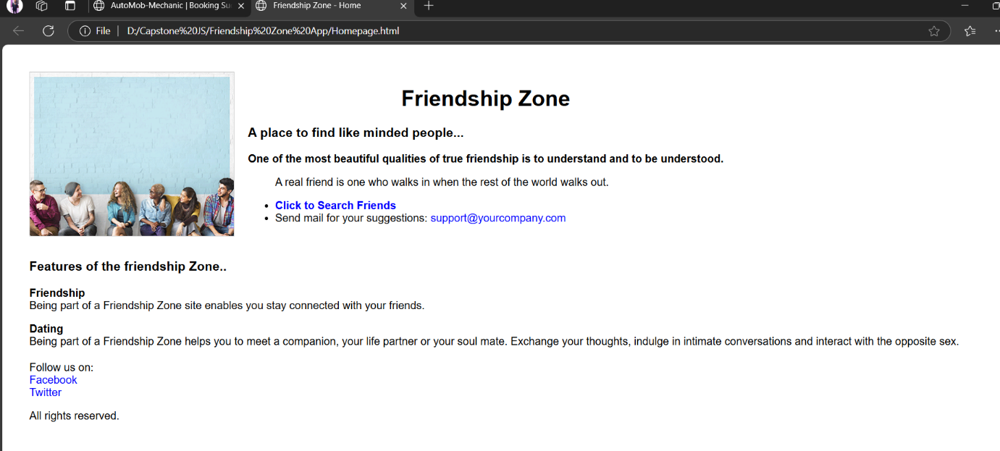 AutoMob-Mechanic | Booking Su
Friendship Zone - Home
File
D:/Capstone%20JS/Friendship%20Zone%20App/Homepage.html
Friendship Zone
A place to find like minded people...
One of the most beautiful qualities of true friendship is to understand and to be understood.
A real friend is one who walks in when the rest of the world walks out.
Click to Search Friends
Send mail for your suggestions: support@yourcompany.com
Features of the friendship Zone..
Friendship
Being part of a Friendship Zone site enables you stay connected with your friends.
Dating
Being part of a Friendship Zone helps you to meet a companion, your life partner or your soul mate. Exchange your thoughts, indulge in intimate conversations and interact with the opposite sex.
Follow us on:
Facebook
Twitter
All rights reserved.